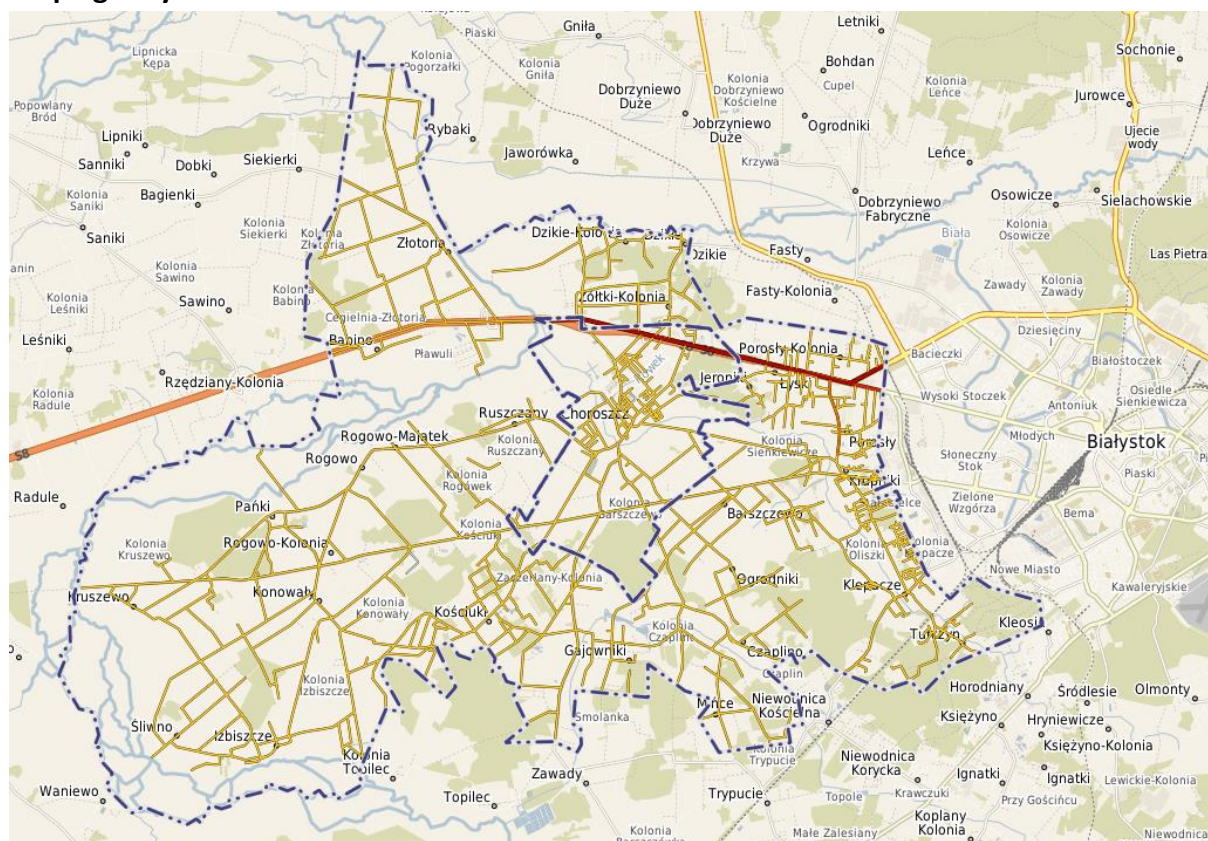 Piaski
Gniła
Letniki
Lipnicka
Kępa
Kolonia
Pogorzałki
Kolonia
Gniła
Bohdan
Cupel
Sochonie
Kolonia
Leńce
Popowlany
Bród
Dobrzyniewo
Duże
Kolonia
Dobrzyniewo
Kościelne
Jurowce
Lipniki
Rybaki
Dobrzyniewo
Duże
Ogrodniki
Ujęcie
wody
Sanniki
Dobki
Siekierki
Jaworówka
Krzywa
Leńce
Bagienki
Kolonia
Saniki
Dobrzyniewo
Fabryczne
Osowicze
Sielachowskie
Kolonia
Siekierki
Kolonia
Złotoria
Złotoria
Dzikie-Kolonia
Dzikie
Dzikie
Saniki
Fasty
Biała
Kolonia
Osowicze
Las Pietra
Kolonia
Sawino
Sawino
Kolonia
Babino
Żółtki-Kolonia
Fasty-Kolonia
Zawady
Kolonia
Zawady
Kolonia
Leśniki
Cegielnia-Złotoria
Leśniki
Babino
Pławuli
Dziesięciny
I
Porosły-Kolonia
Bacieczki
Białostoczek
S8
Rzędziany-Kolonia
Łyski
Wysoki Stoczek
Osiedle
Sienkiewicza
Kolonia
Radule
Ruszczany
Choroszcz
Antoniuk
Rogowo-Majątek
Kolonia
Ruszczany
Kolonia
Sienkiewicze
Porosły
Młodych
Białystok
S8
Rogowo
Kolonia
Rogówek
Słoneczny
Stok
Piaski
Radule
Pańki
Krupniki
Zielone
Wzgórza
Bema
Kolonia
Barszczewo
Barszczewo
Kolonia
Kruszewo
Rogowo-Kolonia
Kolonia
Kościuki
Kolonia
Oliszki
Kolonia
Klepacze
Nowe Miasto
Zaczerlany-Kolonia
Ogrodniki
Kruszewo
Konowały
Kolonia
Konowały
Kościuki
Klepacze
Kawaleryjskie
Kolonia
Czaplino
Turczyn
Kleosin
Gajowniki
Czaplino
Czaplin
Kolonia
Izbiszcze
Horodniany
Śródlesie
Olmonty
Śliwno
Izbiszcze
Smolanka
Mińce
Niewodnica
Kościelna
Księżyno
Hryniewicze
Księżyno-Kolonia
Kolonia
Topilec
Kolonia
Trypucie
Niewodnica
Korycka
Ignatki
Ignatki
Lewickie-Kolonia
Zawady
Waniewo
Topilec
Trypucie
Topole
Krawczuki
Przy Gościńcu
Koplany
Kolonia
Małe Zalesiany
Kolonia
Barszczówka
Niewodnica